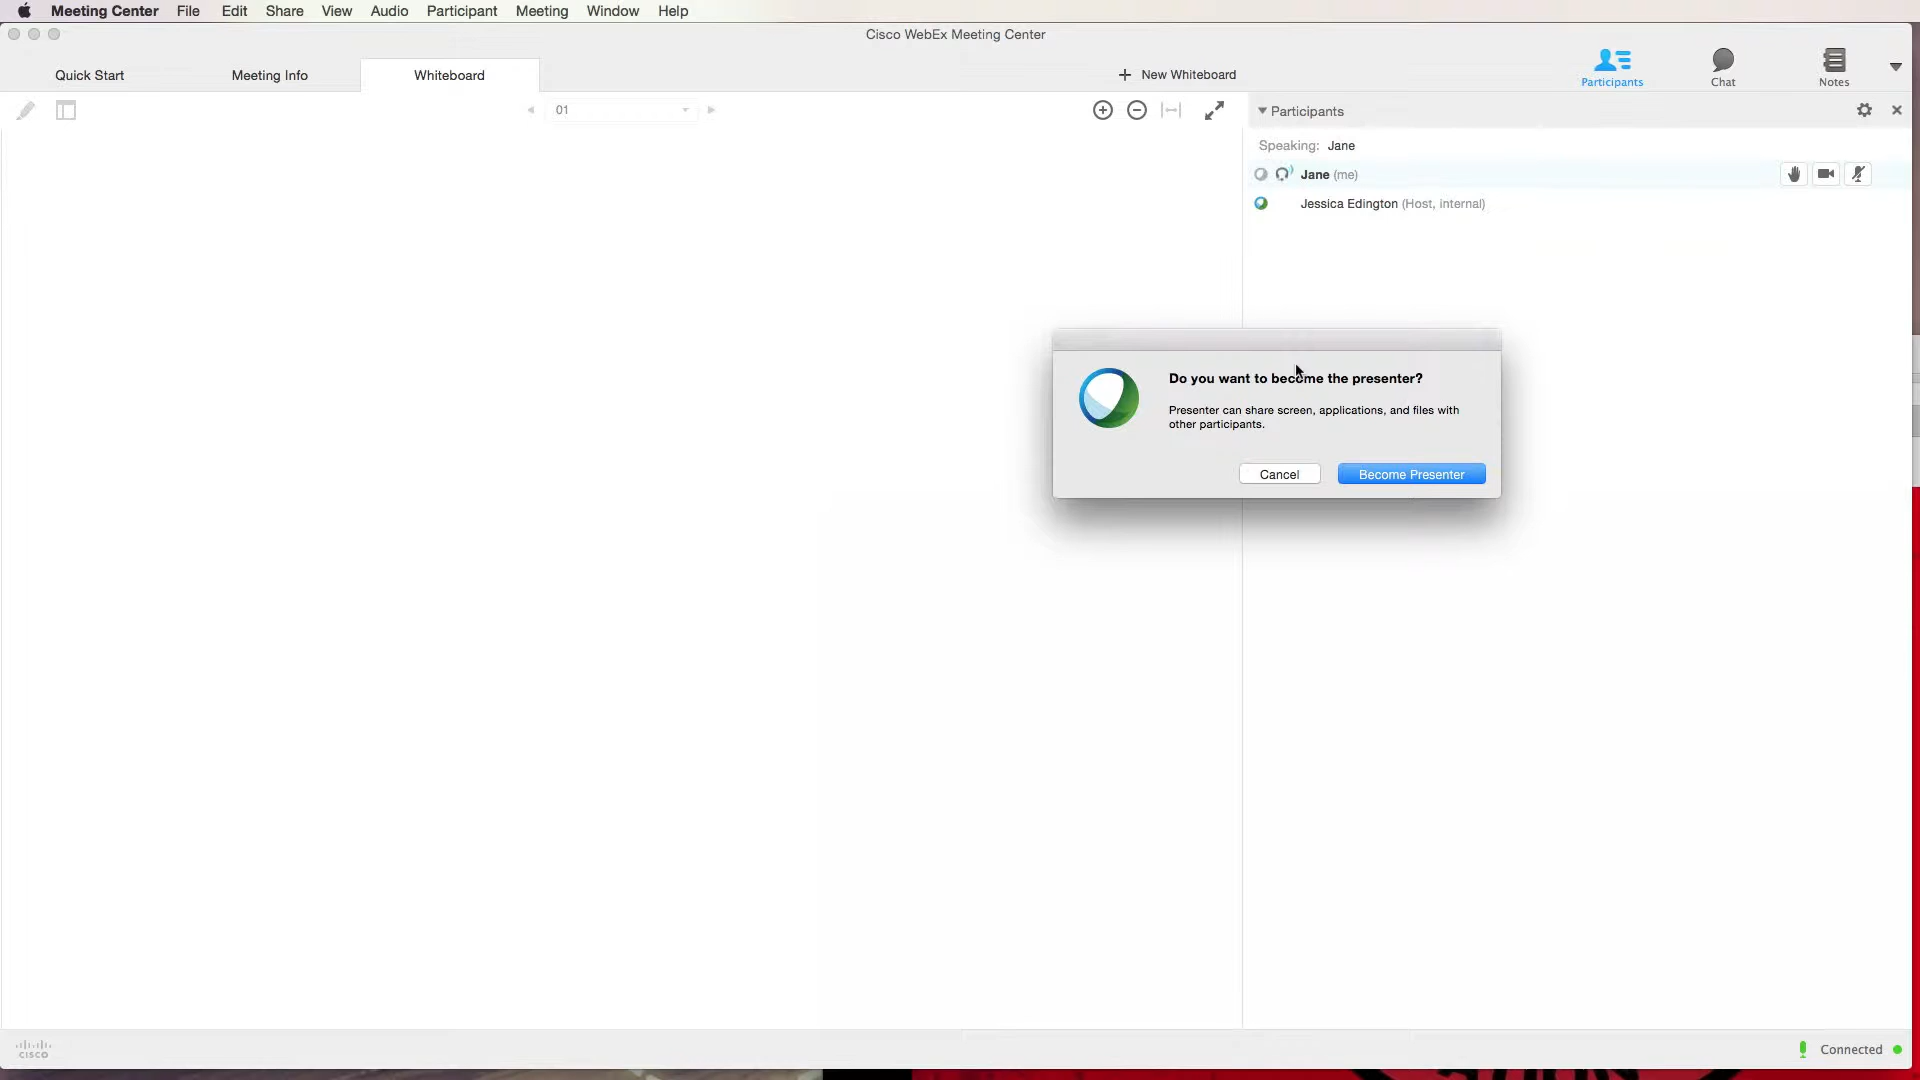 Meeting Center File Edit Share View Audio Participant Meeting Window Help
Cisco WebEx Meeting Center
Quick Start Meeting Info Whiteboard New Whiteboard Participants Chat Notes
01
Participants
Speaking: Jane
Jane (me)
Jessica Edington (Host, internal)
Do you want to become the presenter?
Presenter can share screen, applications, and files with
other participants.
Cancel Become Presenter
CISCO
Connected